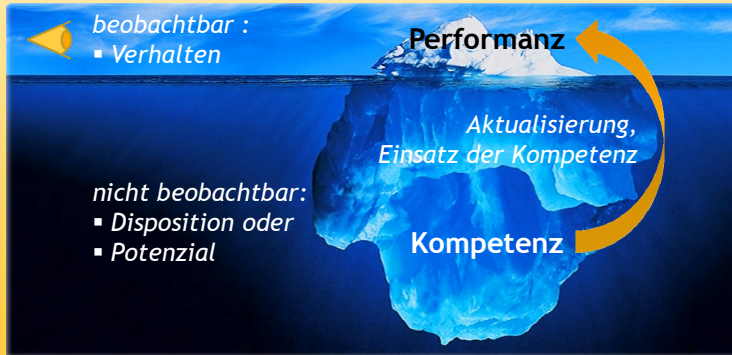 beobachtbar :
▪ Verhalten
Performanz
Aktualisierung,
Einsatz der Kompetenz
nicht beobachtbar:
▪ Disposition oder
▪ Potenzial
Kompetenz